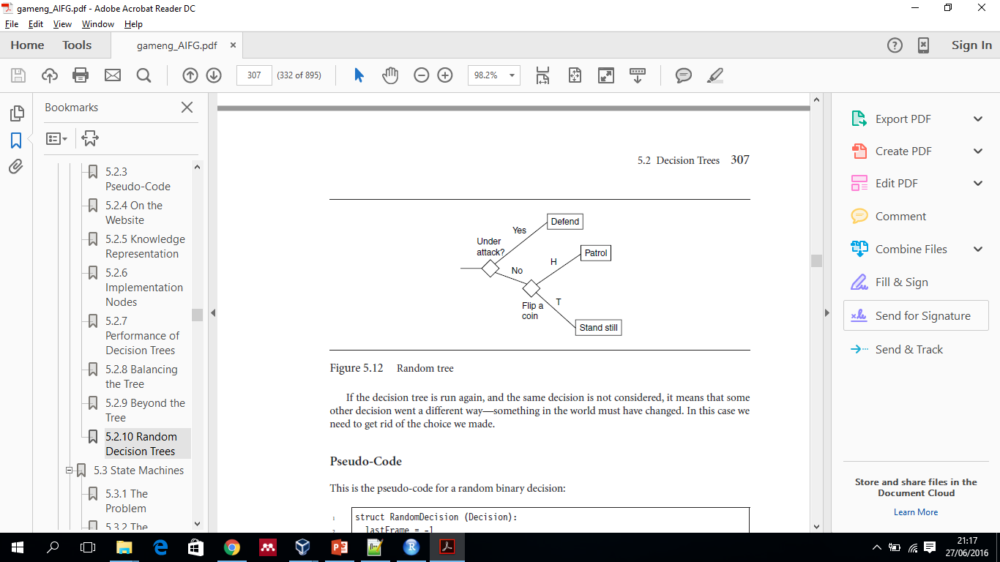 gameng_AIFG.pdf - Adobe Acrobat Reader DC
File Edit View Window Help
Home Tools gameng_AIFG.pdf × Sign In
307 (332 of 895) 98.2%
Bookmarks
5.2.3
Pseudo-Code
5.2.4 On the
Website
5.2.5 Knowledge
Representation
5.2.6
Implementation
Nodes
5.2.7
Performance of
Decision Trees
5.2.8 Balancing
the Tree
5.2.9 Beyond the
Tree
5.2.10 Random
Decision Trees
5.3 State Machines
5.3.1 The
Problem
5.3.2 The
5.2 Decision Trees 307
Defend
Yes
Under
attack?
Patrol
H
No
T
Flip a
coin
Stand still
Figure 5.12 Random tree
If the decision tree is run again, and the same decision is not considered, it means that some
other decision went a different way—something in the world must have changed. In this case we
need to get rid of the choice we made.
Pseudo-Code
This is the pseudo-code for a random binary decision:
1 struct RandomDecision (Decision):
2 lastFrame = -1
Export PDF
Create PDF
Edit PDF
Comment
Combine Files
Fill & Sign
Send for Signature
Send & Track
Store and share files in the
Document Cloud
Learn More
21:17
27/06/2016